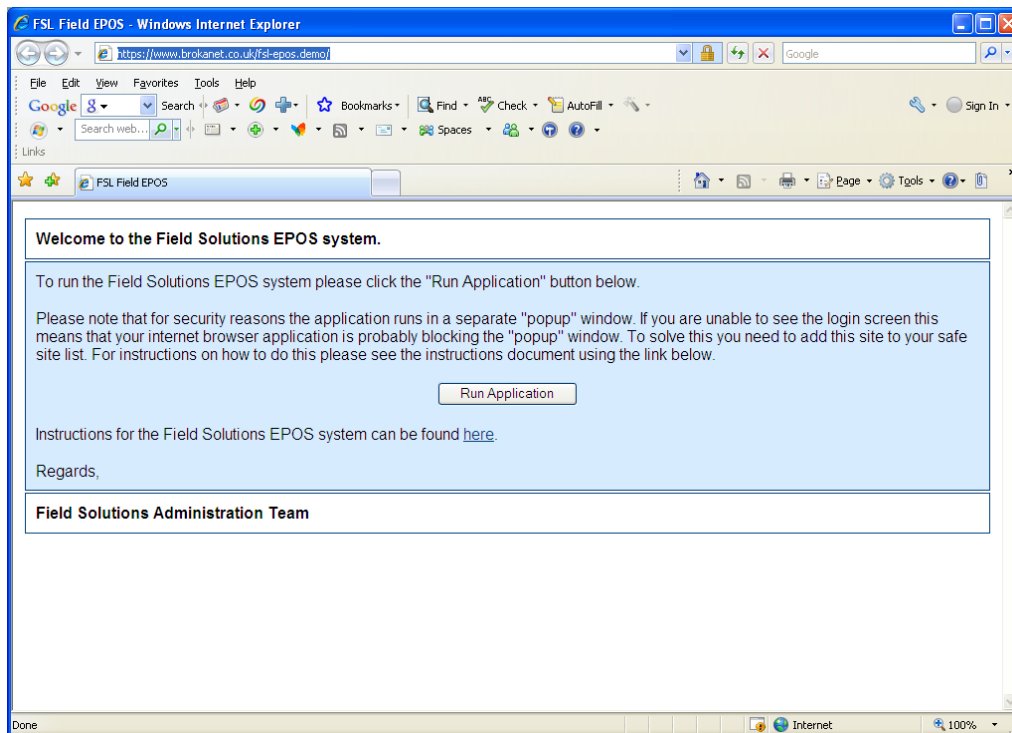 FSL Field EPOS - Windows Internet Explorer
https://www.brokanet.co.uk/fsl-epos.demo/
Google
File Edit View Favorites Tools Help
Google Search Bookmarks Find Check AutoFill Sign In
Search web... Spaces
Links
FSL Field EPOS Page Tools
Welcome to the Field Solutions EPOS system.
To run the Field Solutions EPOS system please click the "Run Application" button below.
Please note that for security reasons the application runs in a separate "popup" window. If you are unable to see the login screen this
means that your internet browser application is probably blocking the "popup" window. To solve this you need to add this site to your safe
site list. For instructions on how to do this please see the instructions document using the link below.
Run Application
Instructions for the Field Solutions EPOS system can be found here.
Regards,
Field Solutions Administration Team
Done Internet 100%